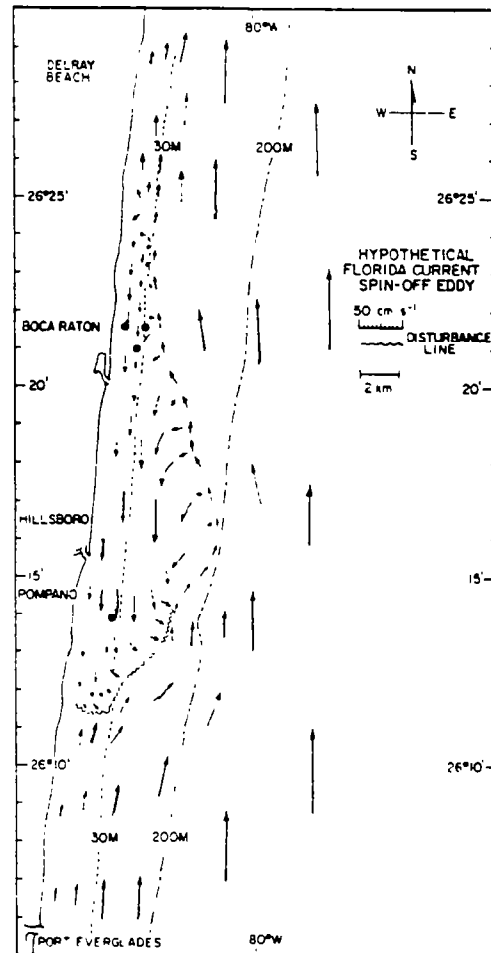 80°W
DELRAY
BEACH
N
W E
S
30M
200M
26°25'
26°25'
HYPOTHETICAL
FLORIDA CURRENT
SPIN-OFF EDDY
50 cm s⁻¹
DISTURBANCE
LINE
2 km
BOCA RATON
20'
20'
HILLSBORO
15'
15'
POMPANO
26°10'
26°10'
30M
200M
PORT EVERGLADES
80°W